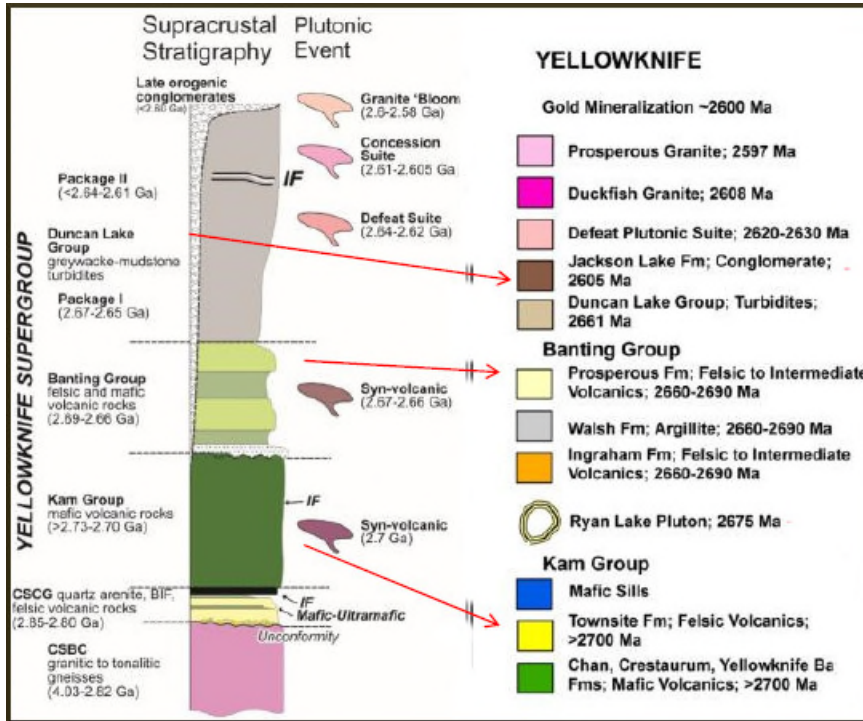 Supracrustal
Stratigraphy
Plutonic
Event
Late orogenic
conglomerates
(<2.60 Ga)
Package II
(<2.64-2.61 Ga)
Duncan Lake
Group
greywacke-mudstone
turbidites
Package I
(2.67-2.65 Ga)
Banting Group
felsic and mafic
volcanic rocks
(2.69-2.66 Ga)
Kam Group
mafic volcanic rocks
(>2.73-2.70 Ga)
CSCG quartz arenite, BIF,
felsic volcanic rocks
(2.85-2.80 Ga)
CSBC
granitic to tonalitic
gneisses
(4.03-2.82 Ga)
YELLOWKNIFE SUPERGROUP
IF
IF
IF
Mafic-Ultramafic
Unconformity
Granite 'Bloom
(2.6-2.58 Ga)
Concession
Suite
(2.61-2.605 Ga)
Defeat Suite
(2.64-2.62 Ga)
Syn-volcanic
(2.67-2.66 Ga)
Syn-volcanic
(2.7 Ga)
YELLOWKNIFE
Gold Mineralization ~2600 Ma
Prosperous Granite; 2597 Ma
Duckfish Granite; 2608 Ma
Defeat Plutonic Suite; 2620-2630 Ma
Jackson Lake Fm; Conglomerate;
2605 Ma
Duncan Lake Group; Turbidites;
2661 Ma
Banting Group
Prosperous Fm; Felsic to Intermediate
Volcanics; 2660-2690 Ma
Walsh Fm; Argillite; 2660-2690 Ma
Ingraham Fm; Felsic to Intermediate
Volcanics; 2660-2690 Ma
Ryan Lake Pluton; 2675 Ma
Kam Group
Mafic Sills
Townsite Fm; Felsic Volcanics;
>2700 Ma
Chan, Crestaurum, Yellowknife Ba
Fms; Mafic Volcanics; >2700 Ma